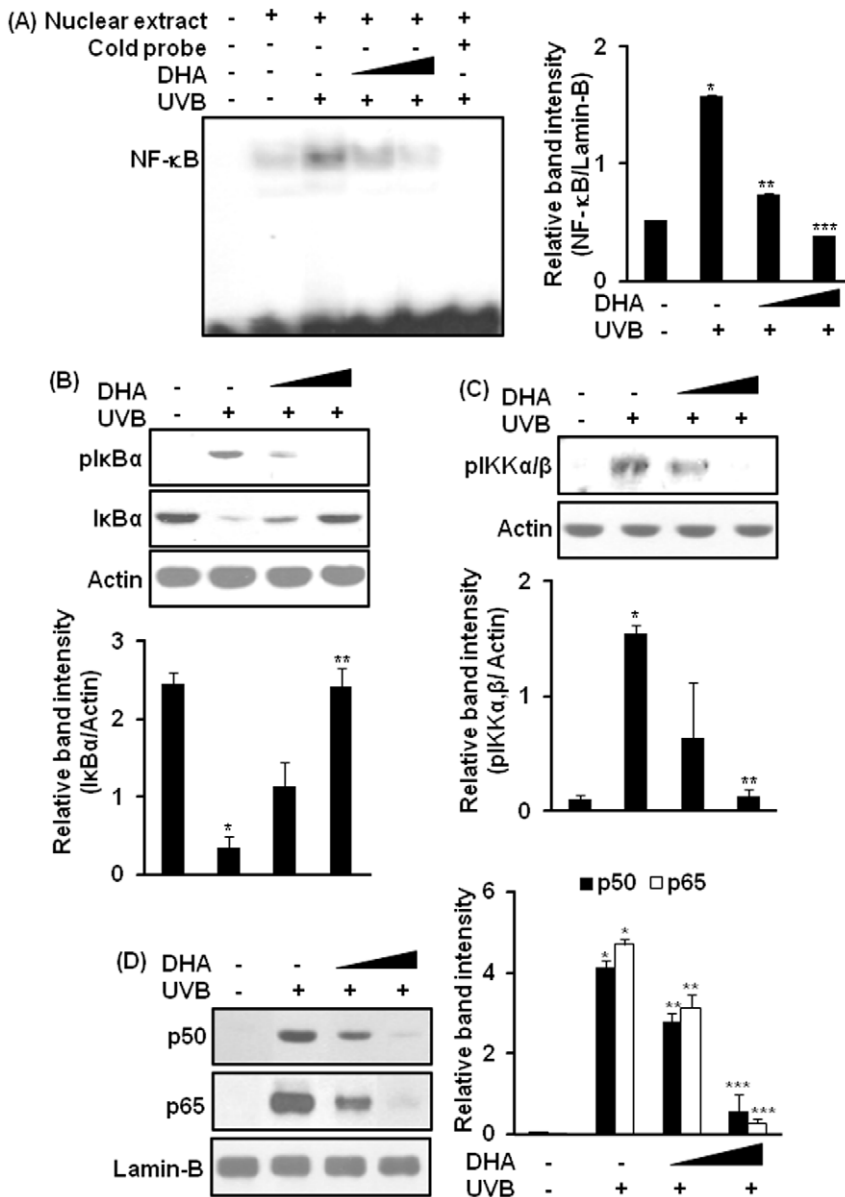 (A) Nuclear extract - + + + + +
Cold probe - - - - +
DHA - - -
UVB - - + + + +
NF-κB
Relative band intensity
(NF-κB/Lamin-B)
2
1
0
*
**
***
DHA - -
UVB - + + +
(B)
DHA - -
UVB - + + +
pIκBα
IκBα
Actin
Relative band intensity
(IκBα/Actin)
3
2
1
0
*
**
(C)
DHA - -
UVB - + + +
pIKKα/β
Actin
Relative band intensity
(pIKKα,β/Actin)
2
1
0
*
**
(D) DHA - -
UVB - + + +
p50
p65
Lamin-B
Relative band intensity
6
4
2
0
p50 p65
* *
** **
*** ***
DHA - -
UVB - + + +